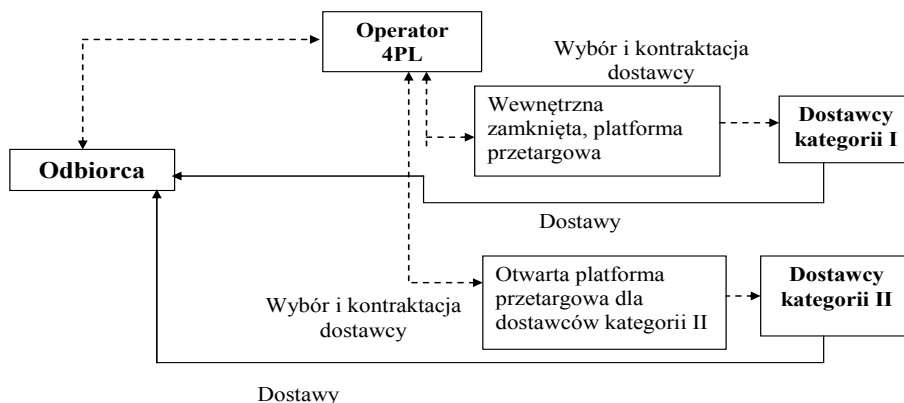 Operator
4PL
Wybór i kontraktacja
dostawcy
Wewnętrzna
zamknięta, platforma
przetargowa
Dostawcy
kategorii I
Odbiorca
Dostawy
Otwarta platforma
przetargowa dla
dostawców kategorii II
Dostawcy
kategorii II
Wybór i kontraktacja
dostawcy
Dostawy